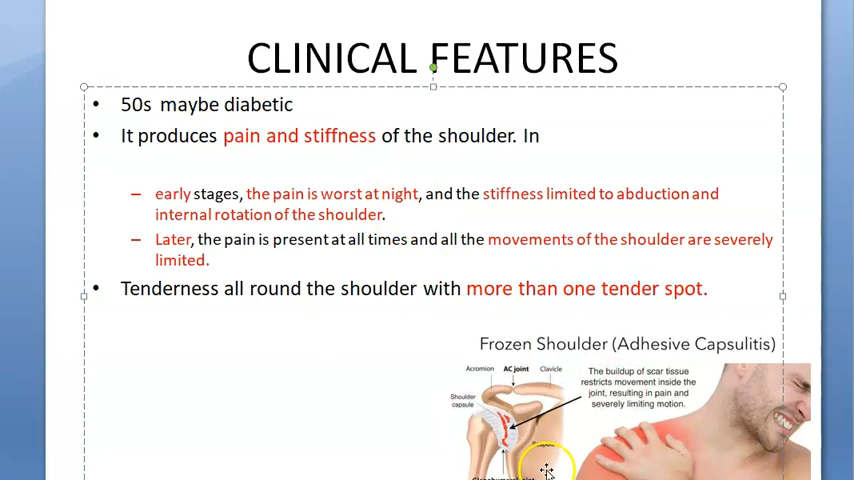 CLINICAL FEATURES
• 50s maybe diabetic
• It produces pain and stiffness of the shoulder. In
– early stages, the pain is worst at night, and the stiffness limited to abduction and
internal rotation of the shoulder.
– Later, the pain is present at all times and all the movements of the shoulder are severely
limited.
• Tenderness all round the shoulder with more than one tender spot.
Frozen Shoulder (Adhesive Capsulitis)
Acromion AC joint Clavicle
Shoulder
capsule
The buildup of scar tissue
restricts movement inside the
joint, resulting in pain and
severely limiting motion.